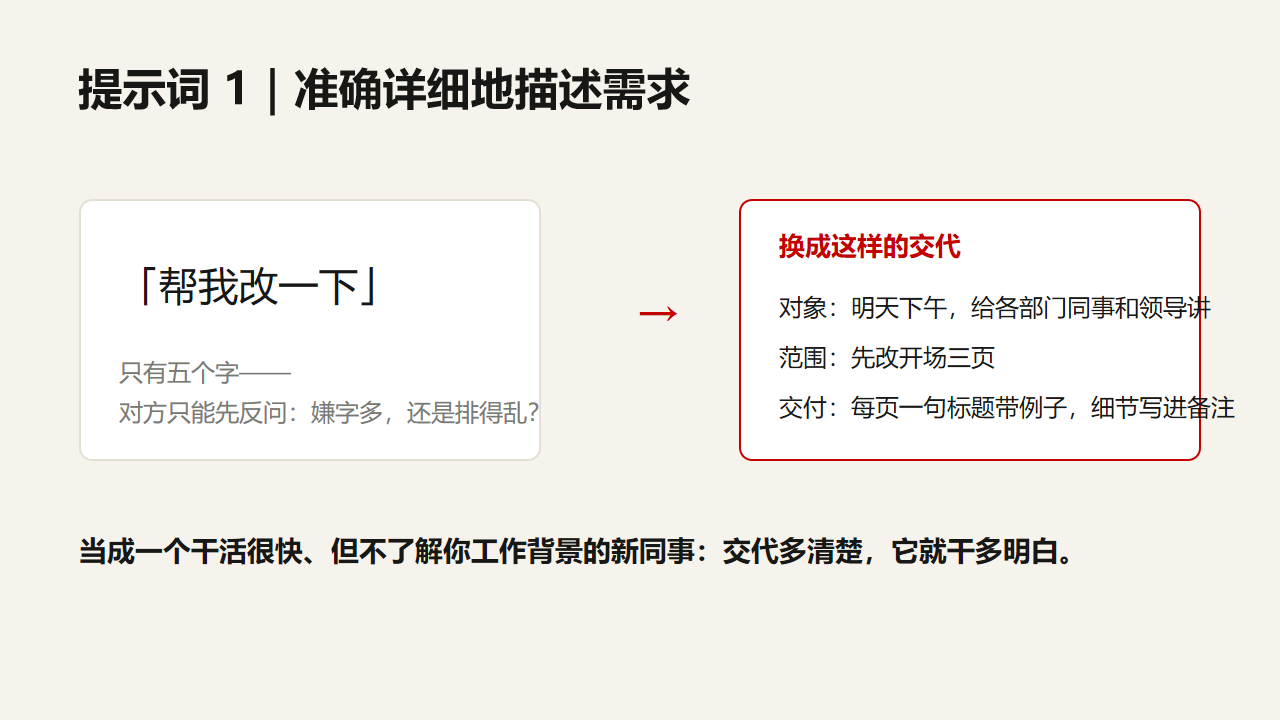 提示词 1｜准确详细地描述需求
「帮我改一下」
只有五个字——
对方只能先反问：嫌字多，还是排得乱？
→
换成这样的交代
对象：明天下午，给各部门同事和领导讲
范围：先改开场三页
交付：每页一句标题带例子，细节写进备注
当成一个干活很快、但不了解你工作背景的新同事：交代多清楚，它就干多明白。